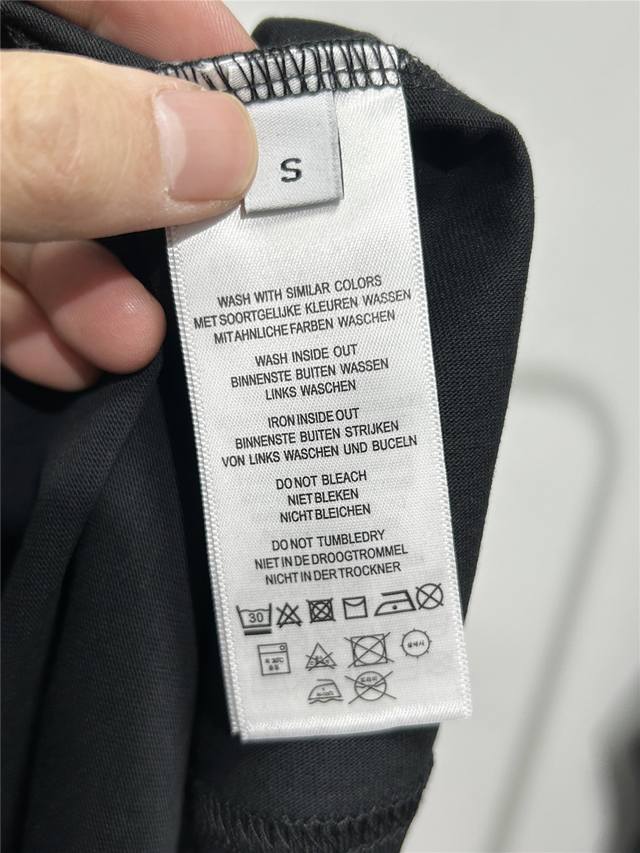 S
WASH WITH SIMILAR COLORS
MET SOORTGELIJKE KLEUREN WASSEN
MIT AHNLICHE FARBEN WASCHEN
WASH INSIDE OUT
BINNENSTE BUITEN WASSEN
LINKS WASCHEN
IRON INSIDE OUT
BINNENSTE BUITEN STRIJKEN
VON LINKS WASCHEN UND BUCELN
DO NOT BLEACH
NIET BLEKEN
NICHT BLEICHEN
DO NOT TUMBLEDRY
NIET IN DE DROOGTROMMEL
NICHT IN DER TROCKNER
30